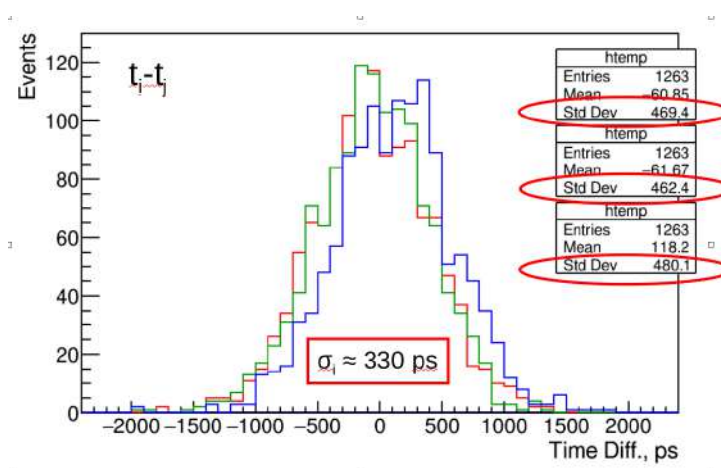 Events
120
100
80
60
40
20
0
t_i-t_j
htemp
Entries 1263
Mean −60.85
Std Dev 469.4
htemp
Entries 1263
Mean −61.67
Std Dev 462.4
htemp
Entries 1263
Mean 118.2
Std Dev 480.1
σ_i ≈ 330 ps
−2000 −1500 −1000 −500 0 500 1000 1500 2000
Time Diff., ps